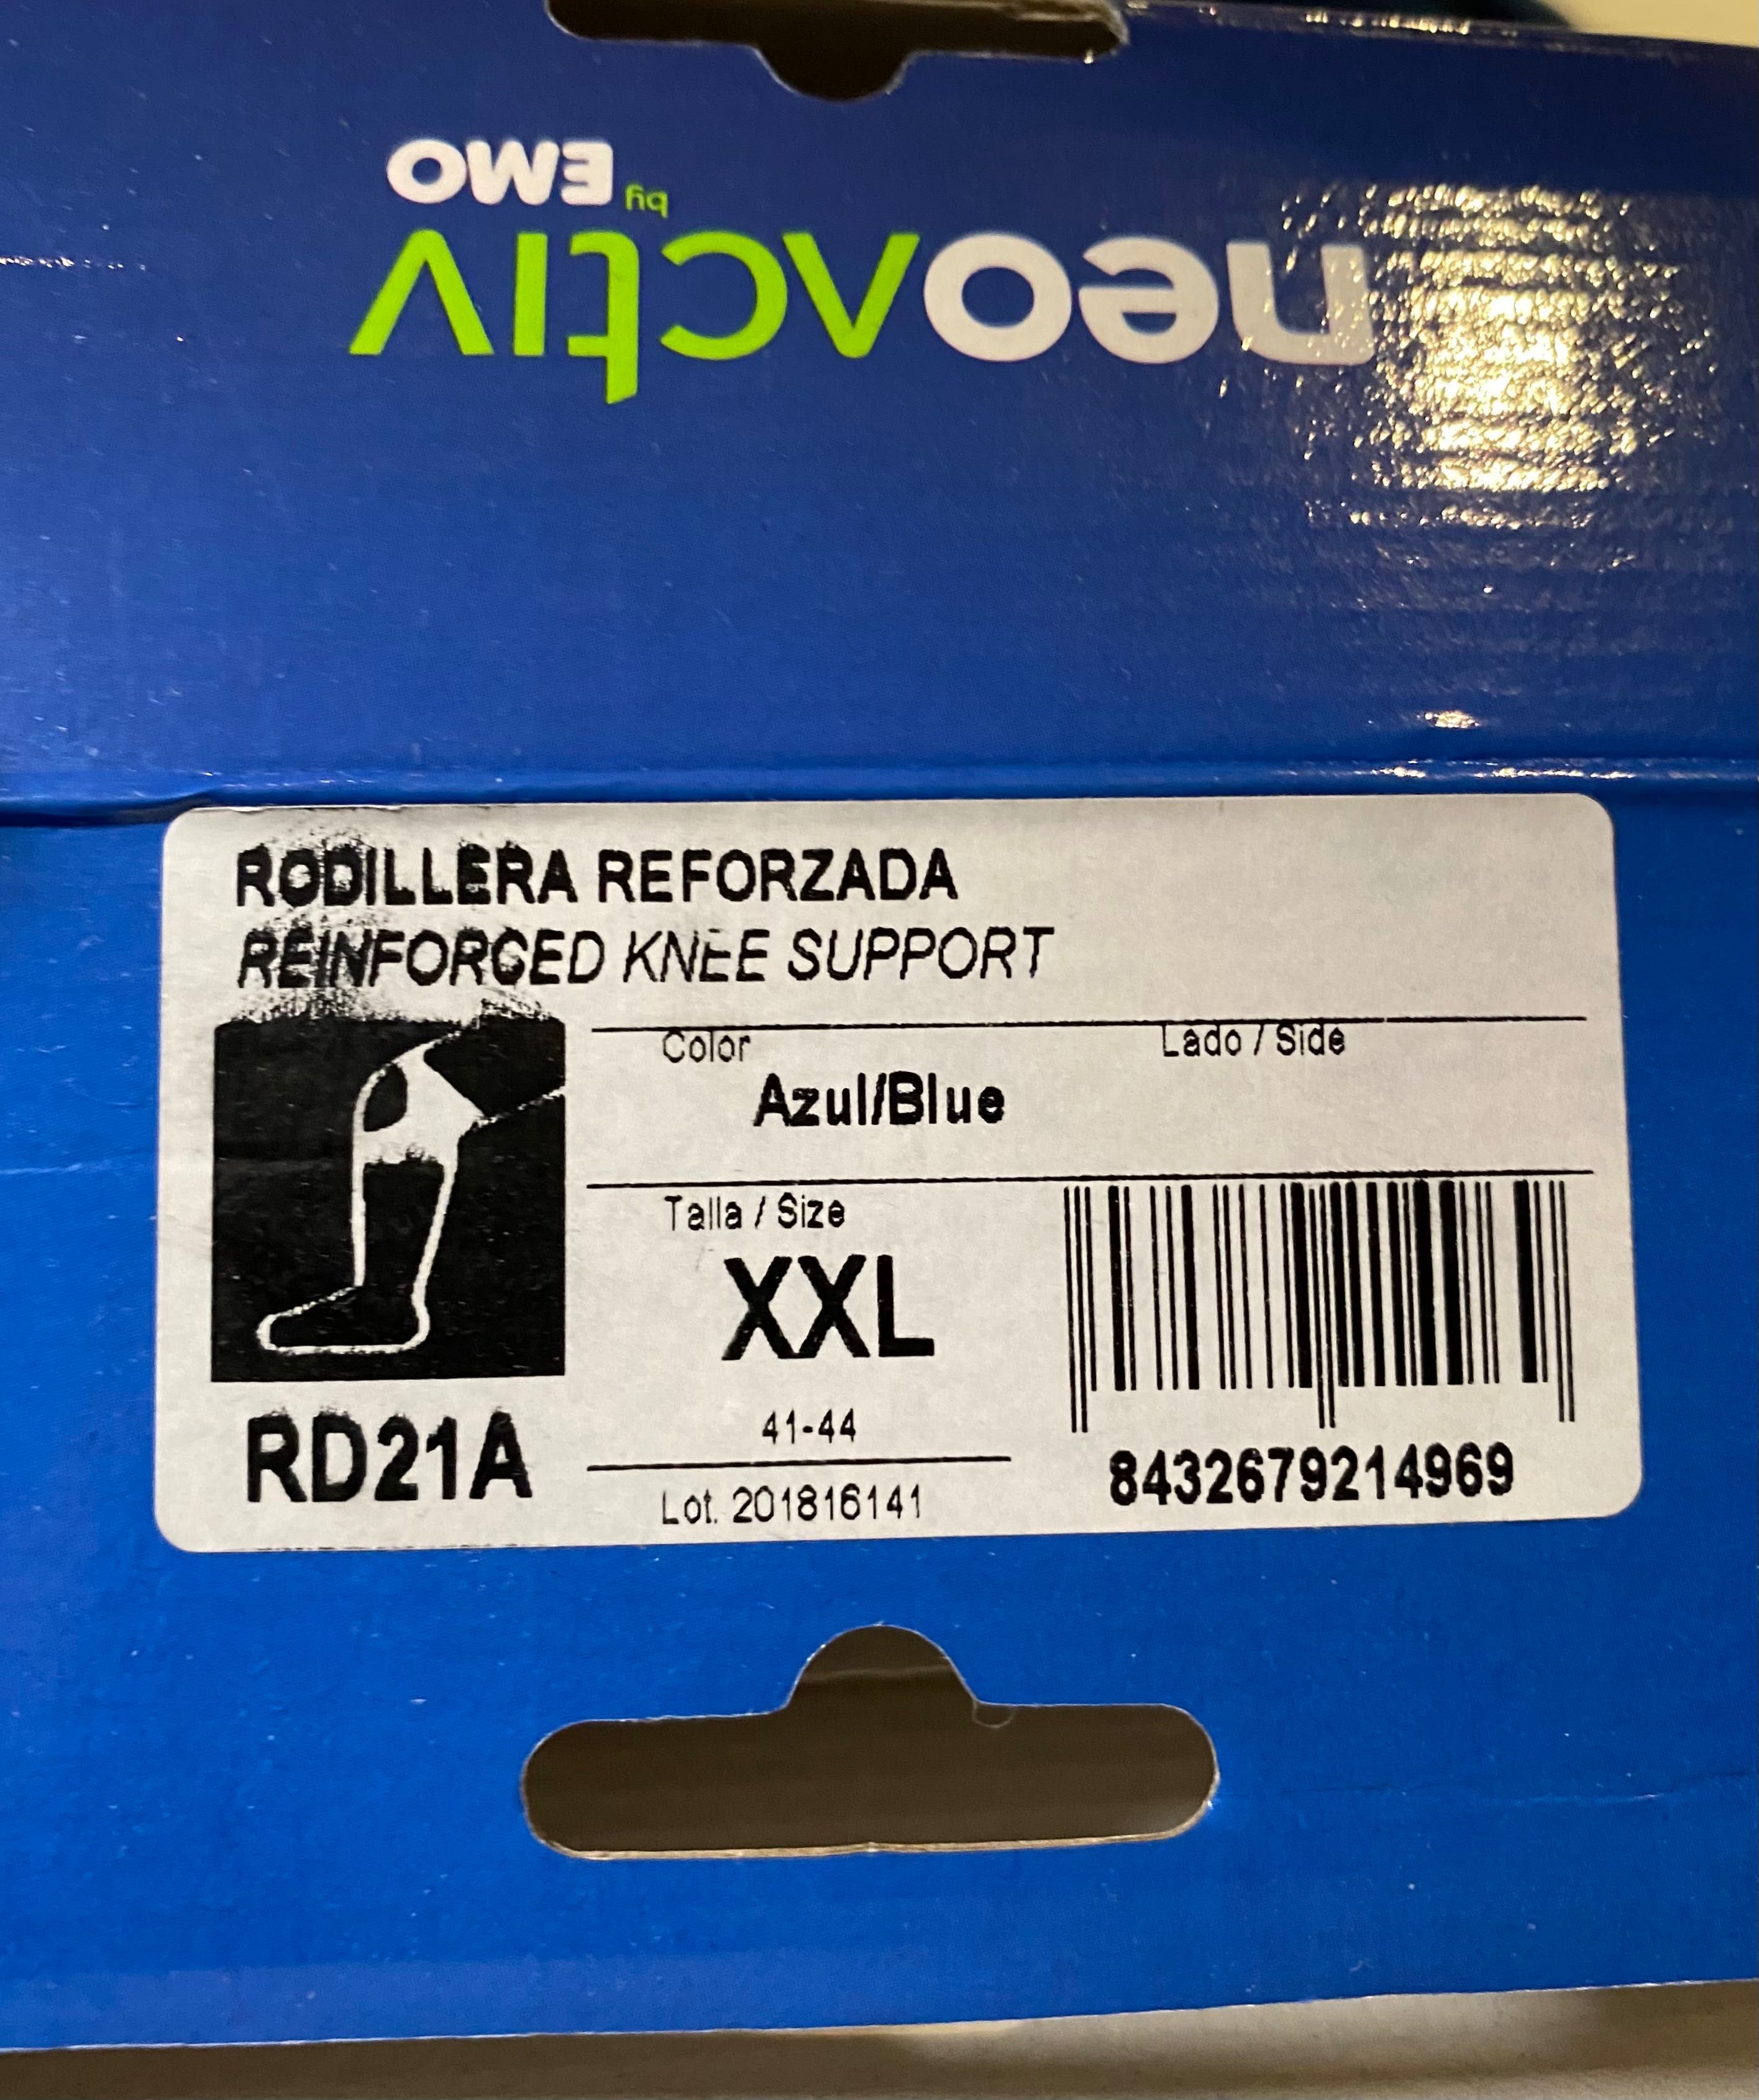 neoactiv
by EMO
RODILLERA REFORZADA
REINFORCED KNEE SUPPORT
Color
Lado / Side
Azul/Blue
Talla / Size
XXL
41-44
RD21A
Lot. 201816141
8432679214969